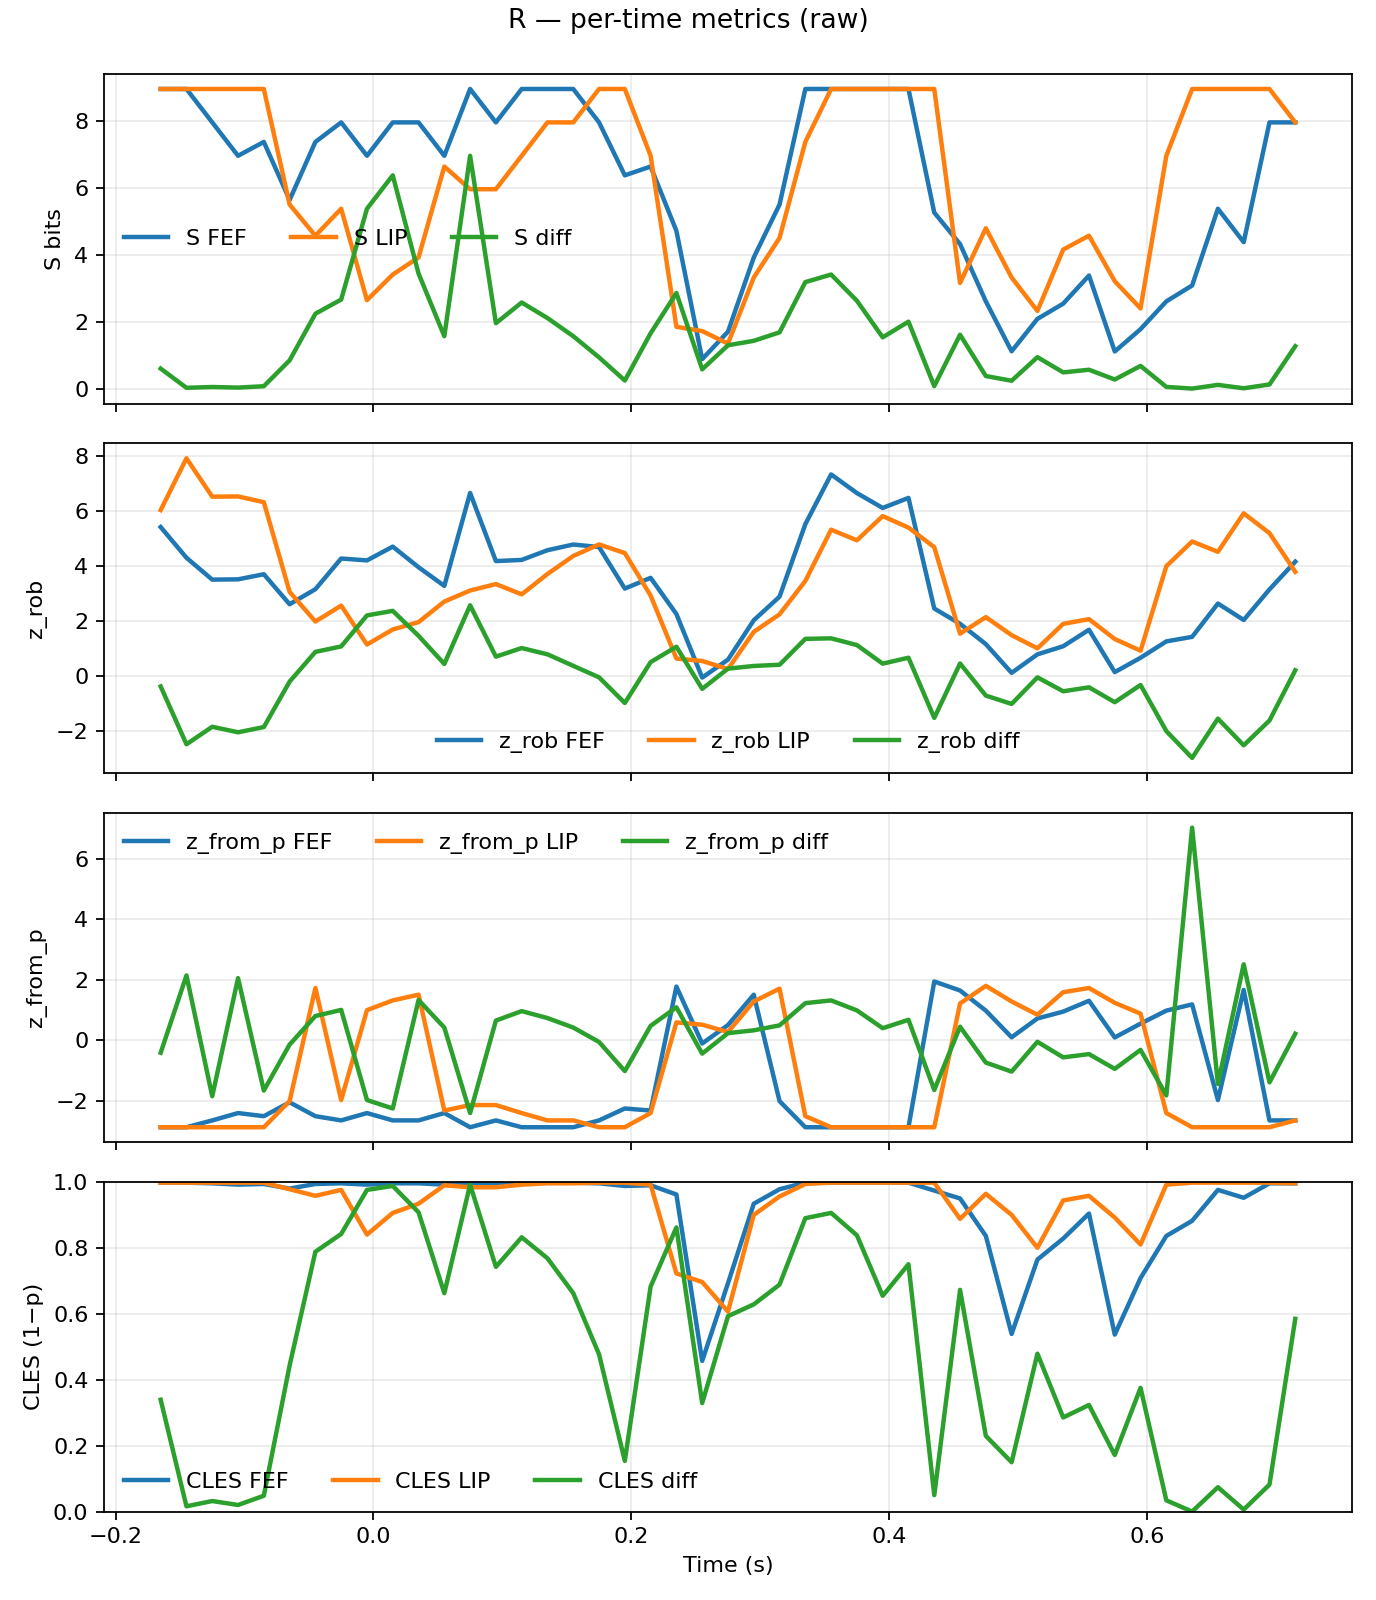 R — per-time metrics (raw)
8
6
4
2
0
S bits
S FEF S LIP S diff
8
6
4
2
0
−2
z_rob
z_rob FEF z_rob LIP z_rob diff
z_from_p FEF z_from_p LIP z_from_p diff
6
4
2
0
−2
z_from_p
1.0
0.8
0.6
0.4
0.2
0.0
CLES (1−p)
CLES FEF CLES LIP CLES diff
−0.2 0.0 0.2 0.4 0.6
Time (s)